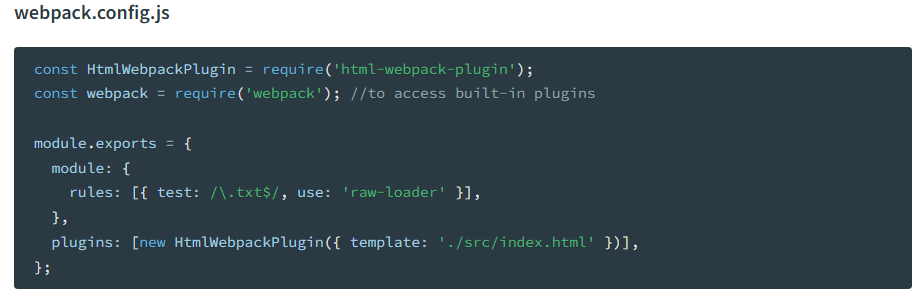 webpack.config.js
const HtmlWebpackPlugin = require('html-webpack-plugin');
const webpack = require('webpack'); //to access built-in plugins
module.exports = {
module: {
rules: [{ test: /\.txt$/, use: 'raw-loader' }],
},
plugins: [new HtmlWebpackPlugin({ template: './src/index.html' })],
};